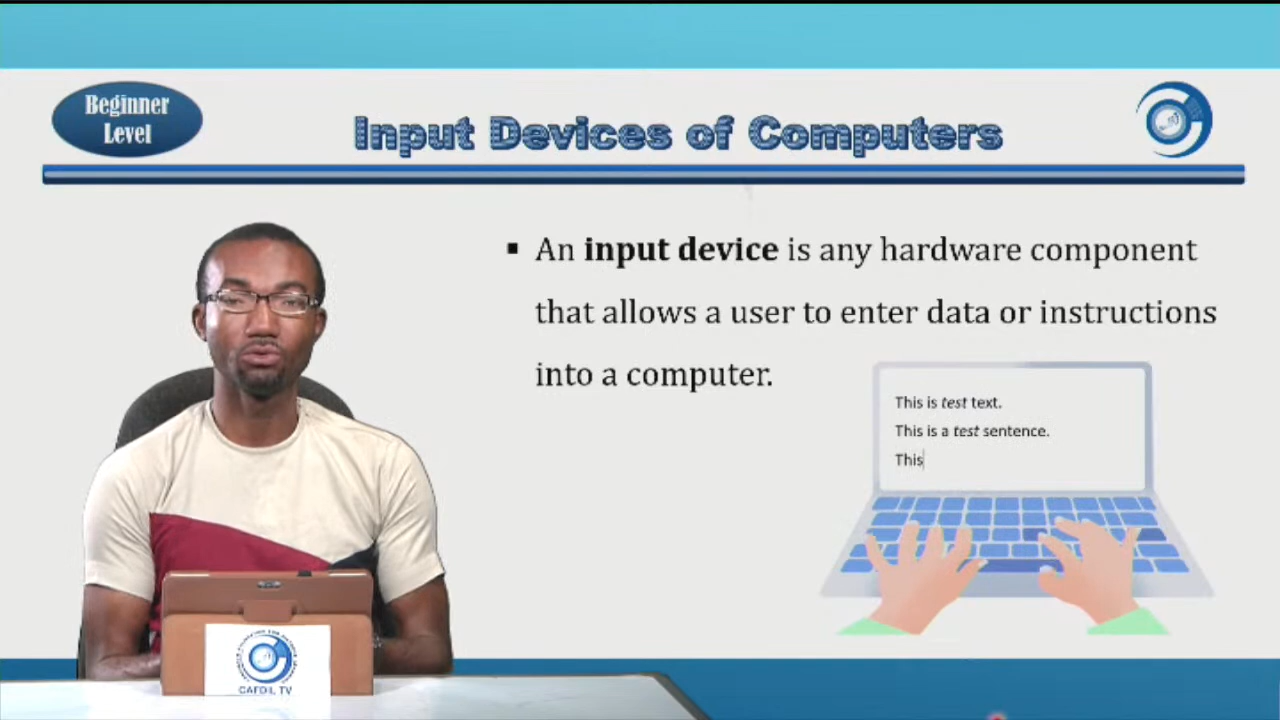 Beginner
Level
Input Devices of Computers
▪ An input device is any hardware component
that allows a user to enter data or instructions
into a computer.
This is test text.
This is a test sentence.
This
CAFDIL TV